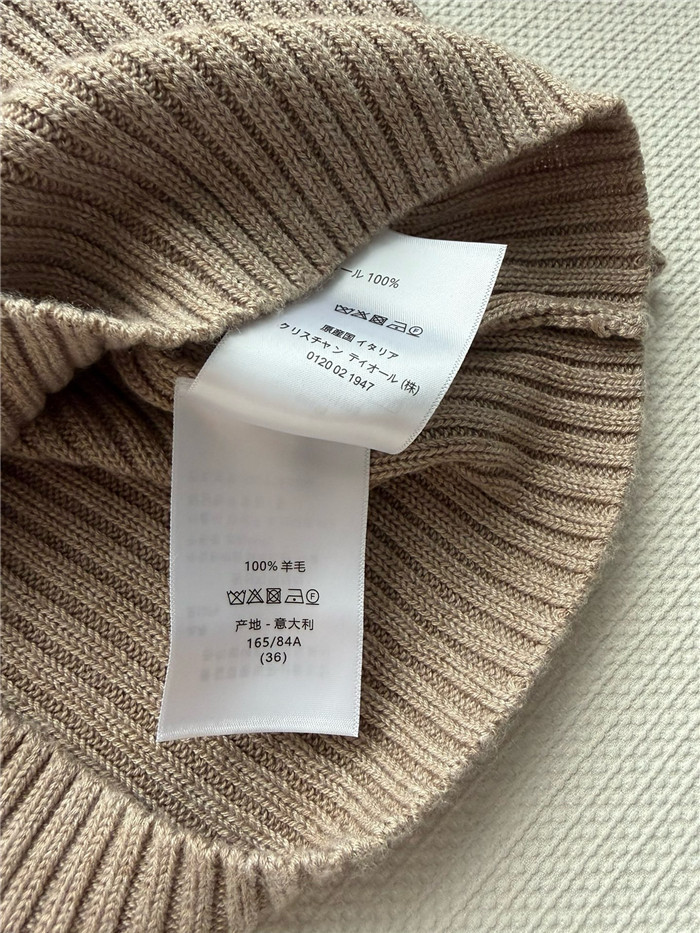 ール 100%
原産国 イタリア
クリスチャン ディオール (株)
0120 02 1947
100% 羊毛
F
产地 - 意大利
165/84A
(36)